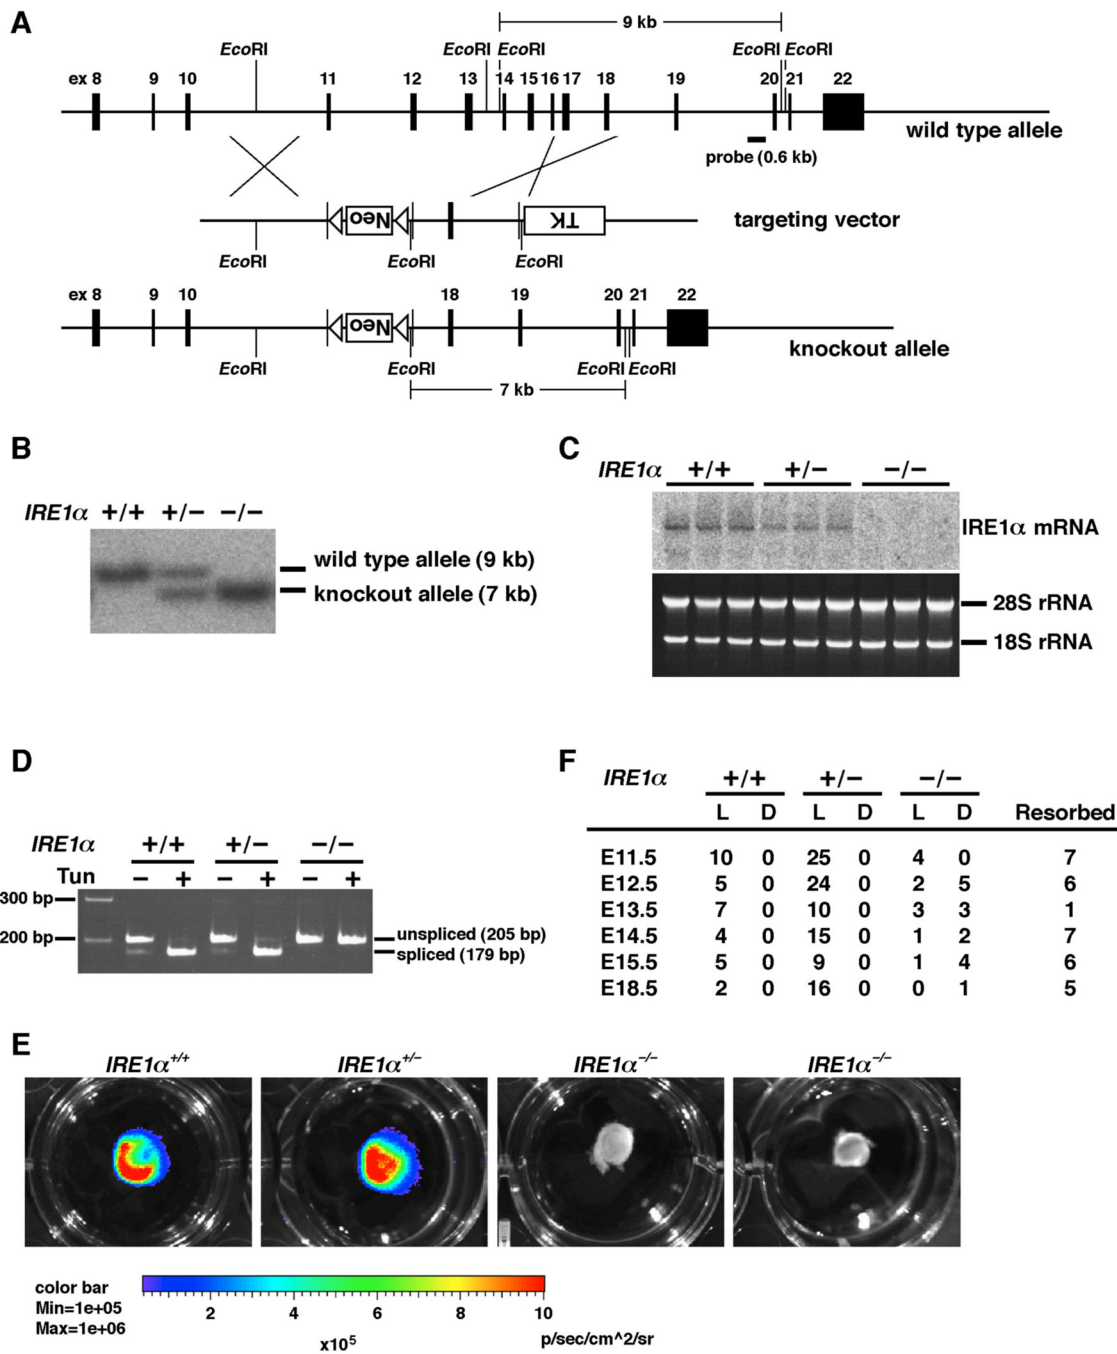 A
9 kb
EcoRI EcoRI EcoRI EcoRI EcoRI
ex 8 9 10 11 12 13 14 15 16 17 18 19 20 21 22
wild type allele
probe (0.6 kb)
Neo TK
targeting vector
EcoRI EcoRI EcoRI
ex 8 9 10 18 19 20 21 22
Neo
knockout allele
EcoRI EcoRI EcoRI EcoRI
7 kb
B
IRE1α +/+ +/− −/−
wild type allele (9 kb)
knockout allele (7 kb)
C
IRE1α +/+ +/− −/−
IRE1α mRNA
28S rRNA
18S rRNA
D
IRE1α +/+ +/− −/−
Tun − + − + − +
300 bp
200 bp
unspliced (205 bp)
spliced (179 bp)
F
IRE1α +/+ +/− −/−
L D L D L D Resorbed
E11.5 10 0 25 0 4 0 7
E12.5 5 0 24 0 2 5 6
E13.5 7 0 10 0 3 3 1
E14.5 4 0 15 0 1 2 7
E15.5 5 0 9 0 1 4 6
E18.5 2 0 16 0 0 1 5
E
IRE1α+/+ IRE1α+/− IRE1α−/− IRE1α−/−
color bar
Min=1e+05
Max=1e+06
2 4 6 8 10
x10⁵
p/sec/cm^2/sr